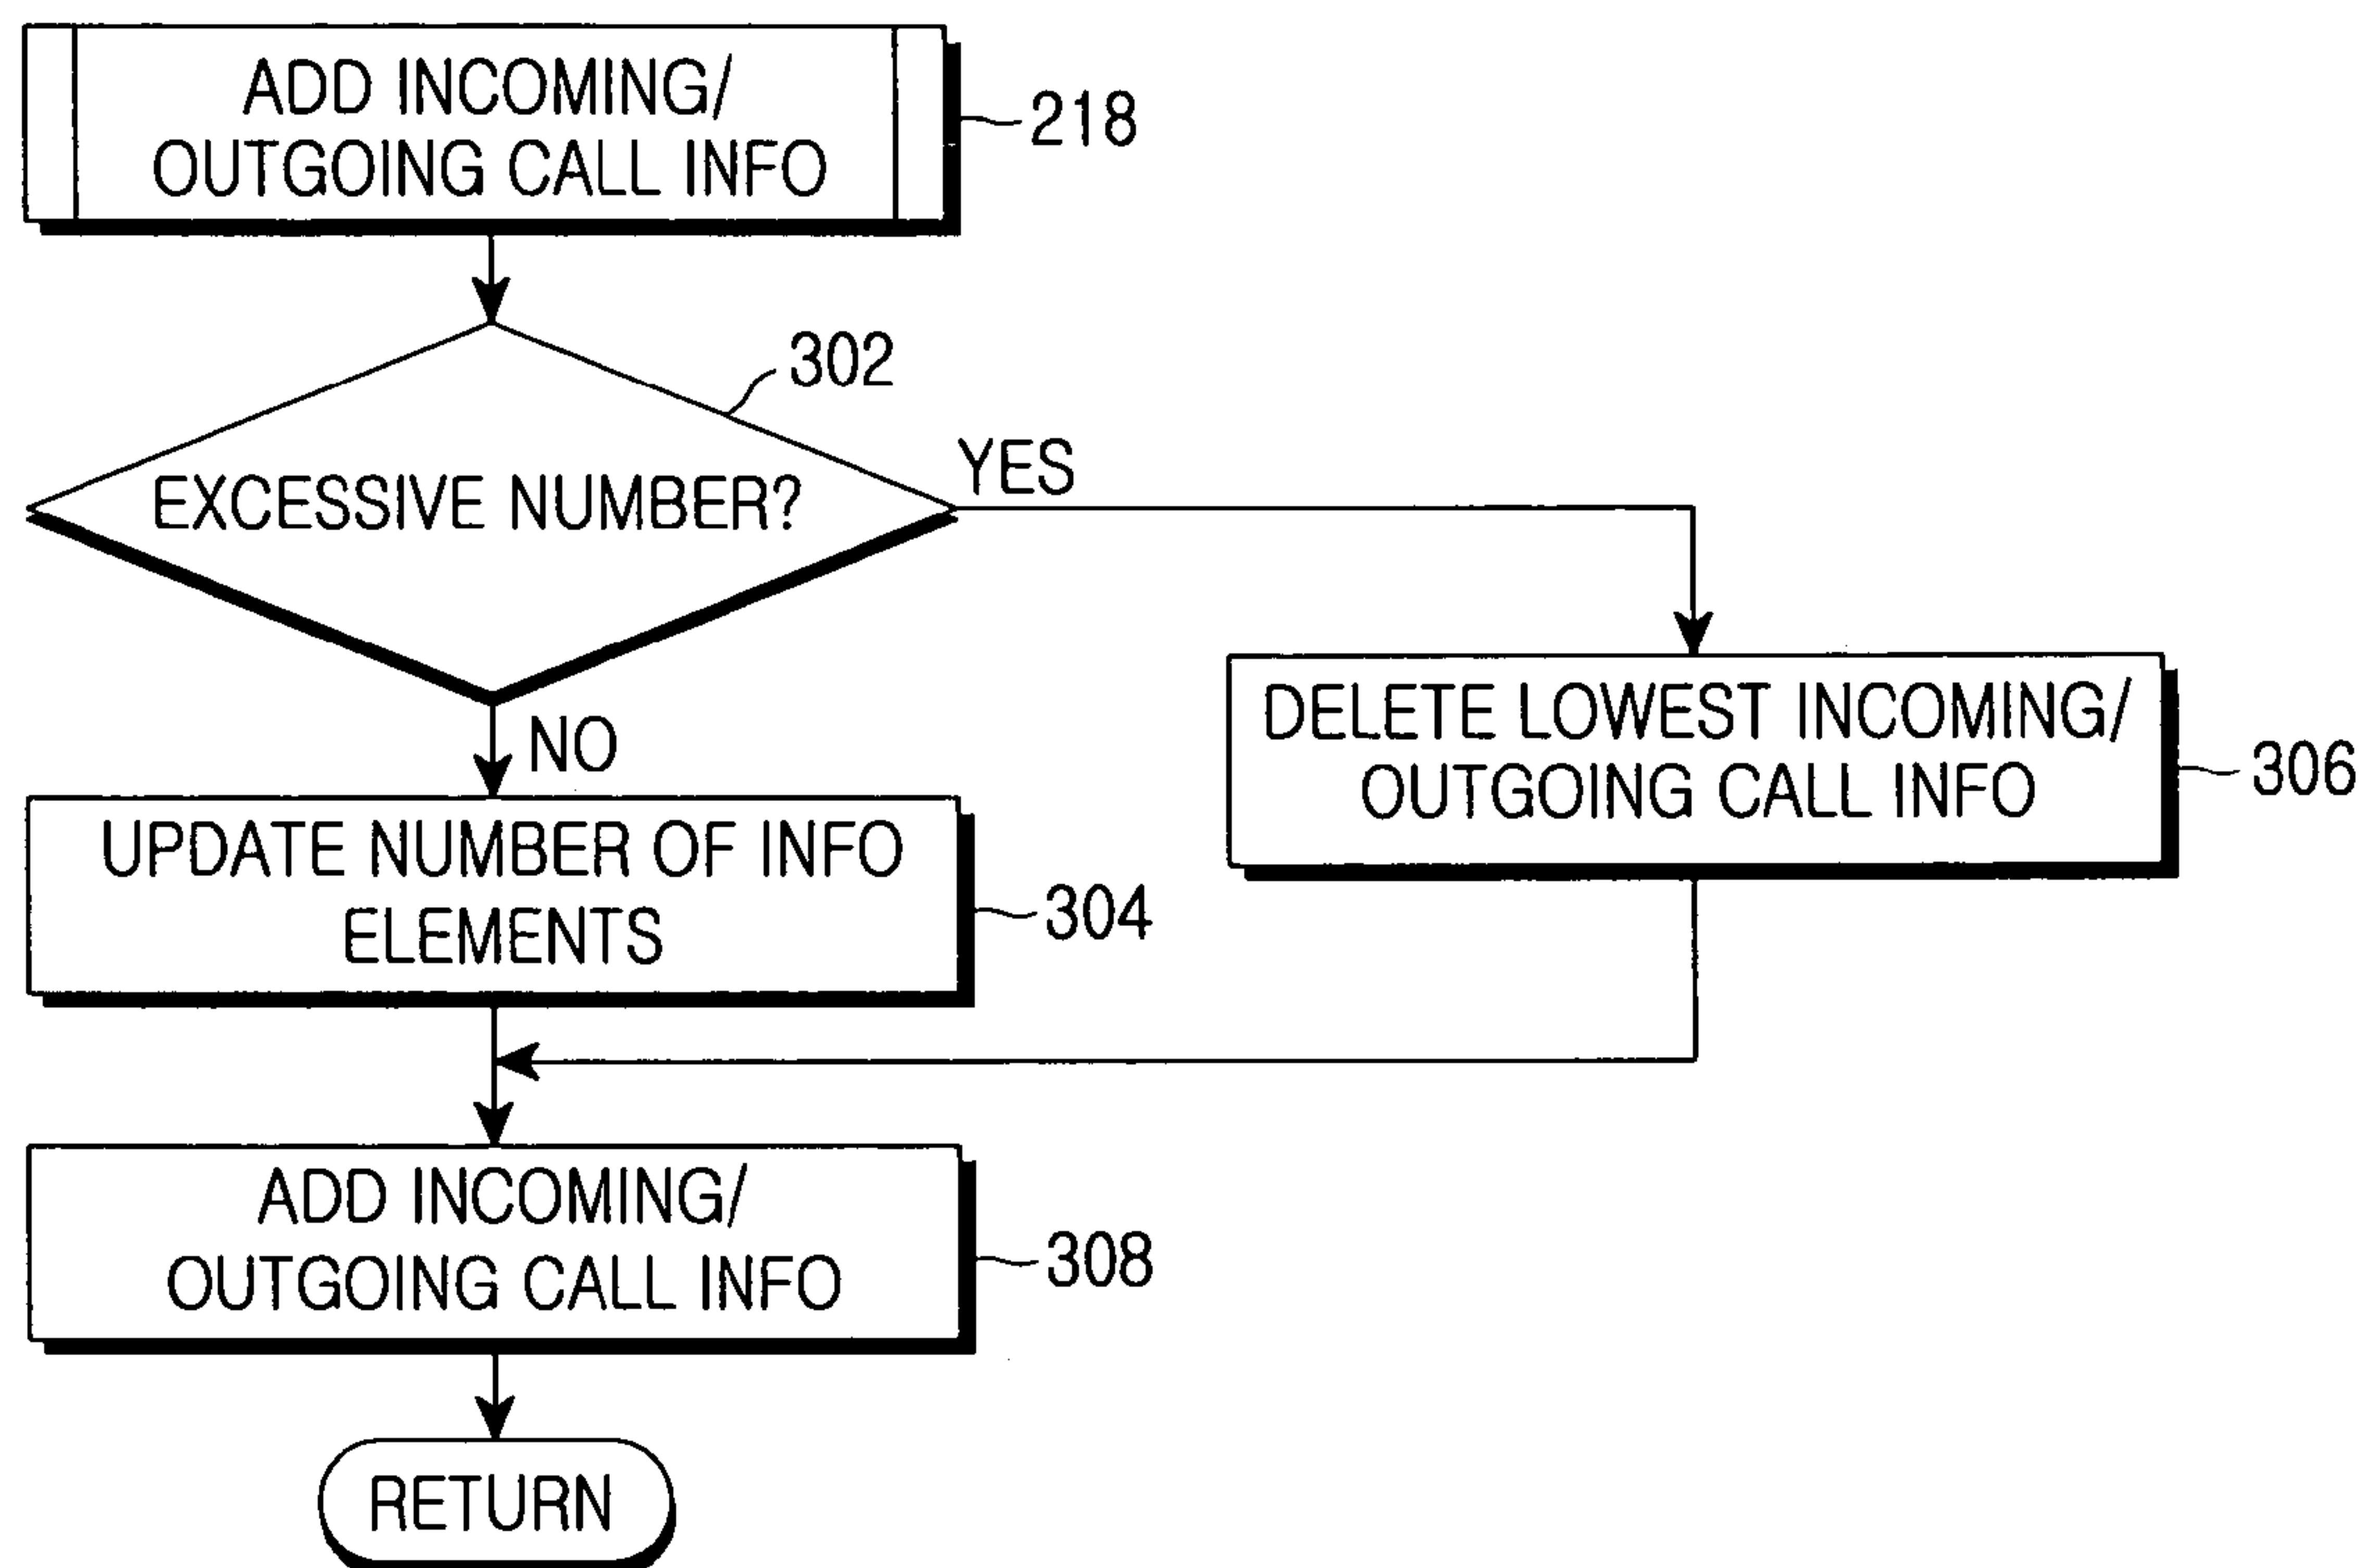 ADD INCOMING/
OUTGOING CALL INFO
218
302
EXCESSIVE NUMBER?
YES
NO
DELETE LOWEST INCOMING/
OUTGOING CALL INFO
306
UPDATE NUMBER OF INFO
ELEMENTS
304
ADD INCOMING/
OUTGOING CALL INFO
308
RETURN